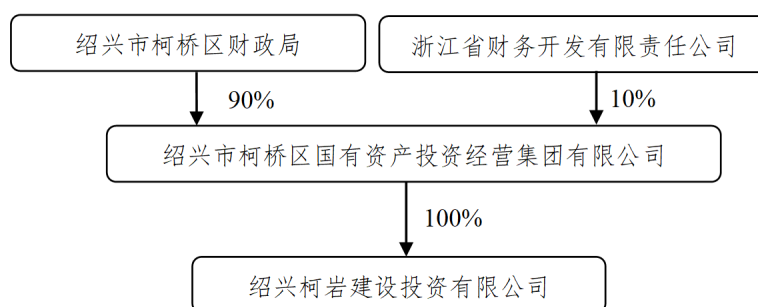 绍兴市柯桥区财政局
浙江省财务开发有限责任公司
90%
10%
绍兴市柯桥区国有资产投资经营集团有限公司
100%
绍兴柯岩建设投资有限公司